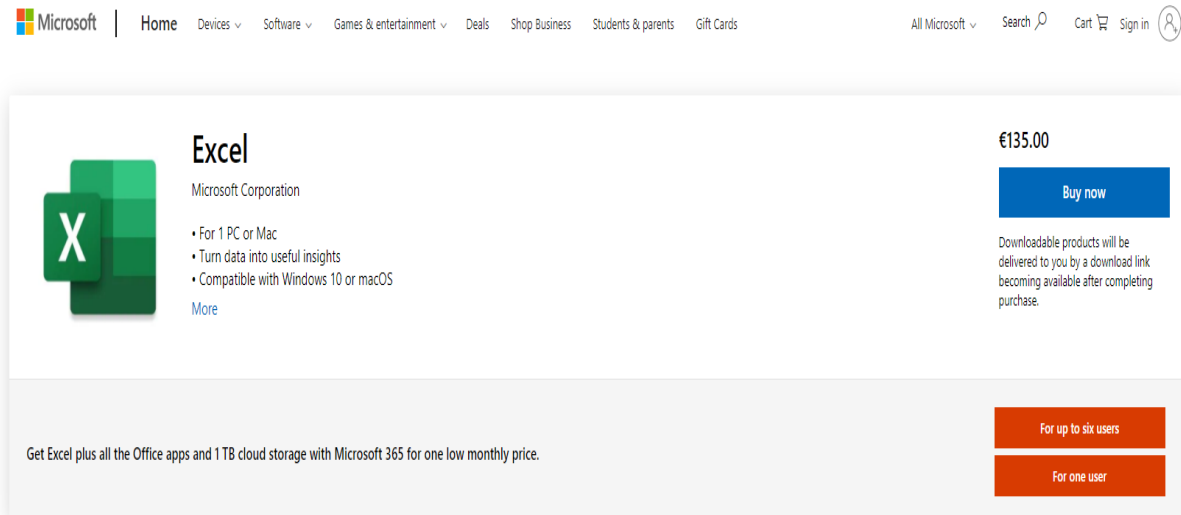 Microsoft
Home Devices Software Games & entertainment Deals Shop Business Students & parents Gift Cards All Microsoft Search Cart Sign in
Excel
Microsoft Corporation
• For 1 PC or Mac
• Turn data into useful insights
• Compatible with Windows 10 or macOS
More
X
€135.00
Buy now
Downloadable products will be
delivered to you by a download link
becoming available after completing
purchase.
Get Excel plus all the Office apps and 1 TB cloud storage with Microsoft 365 for one low monthly price.
For up to six users
For one user